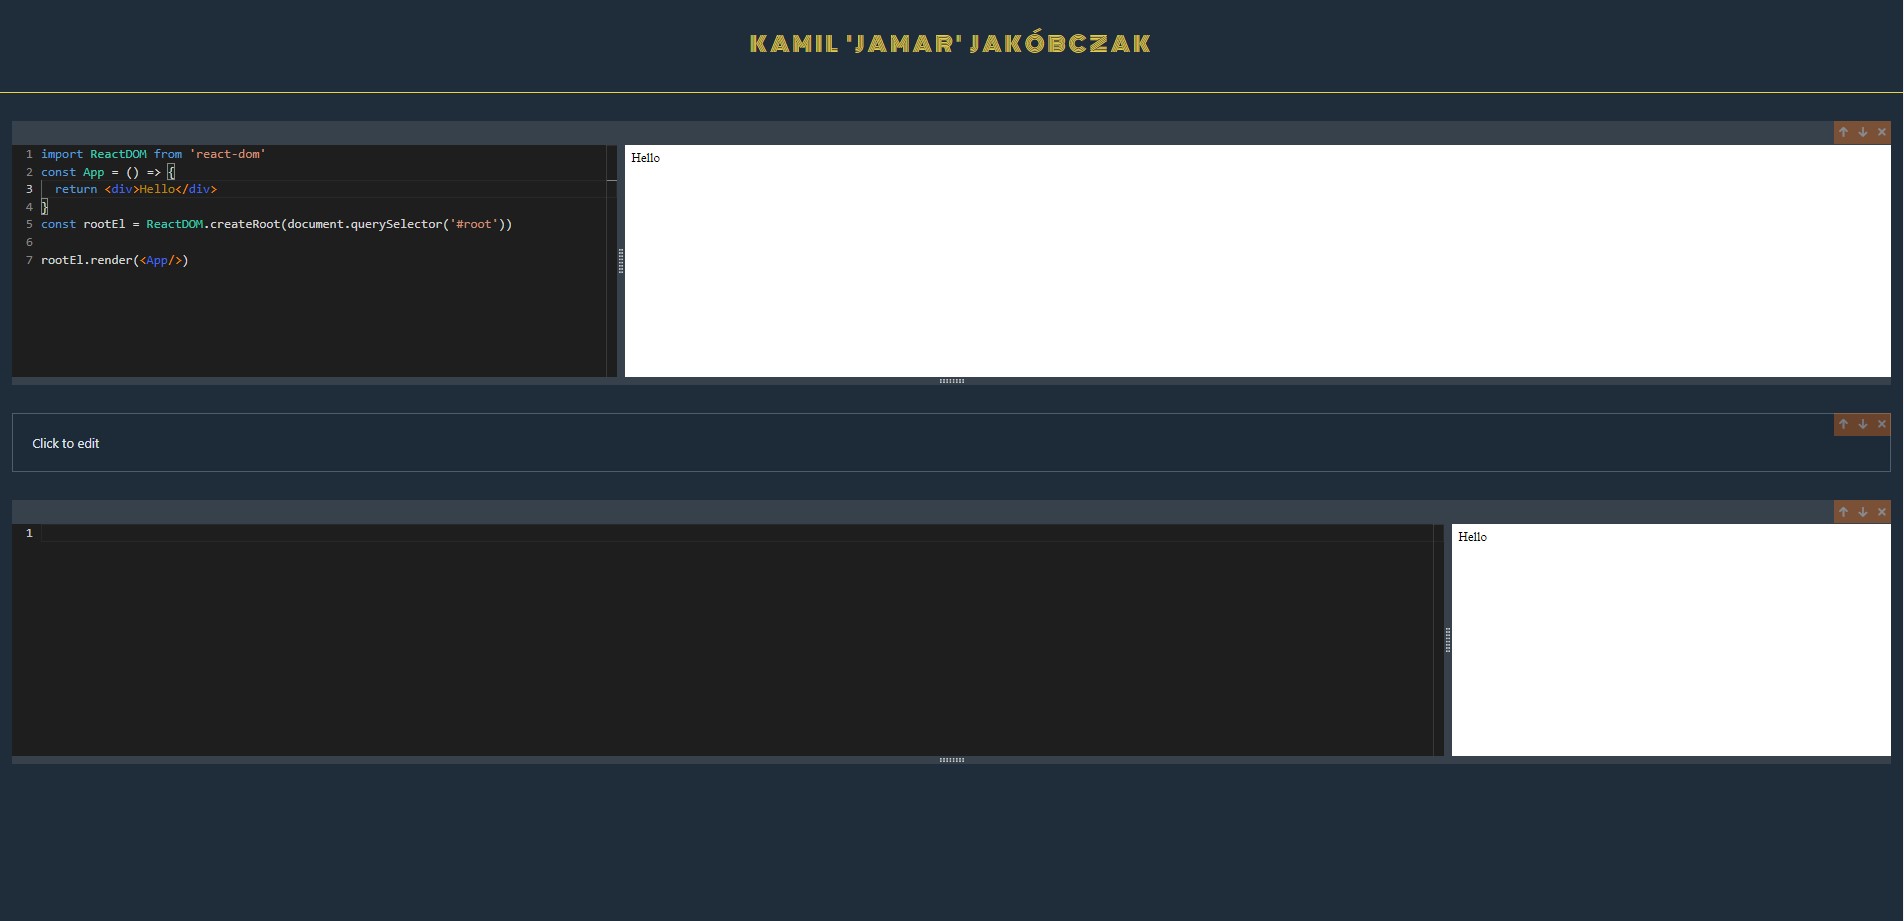 KAMIL 'JAMAR' JAKÓBCZAK
1 import ReactDOM from 'react-dom'
2 const App = () => {
3   return <div>Hello</div>
4 }
5 const rootEl = ReactDOM.createRoot(document.querySelector('#root'))
6
7 rootEl.render(<App/>)
Hello
Click to edit
1
Hello